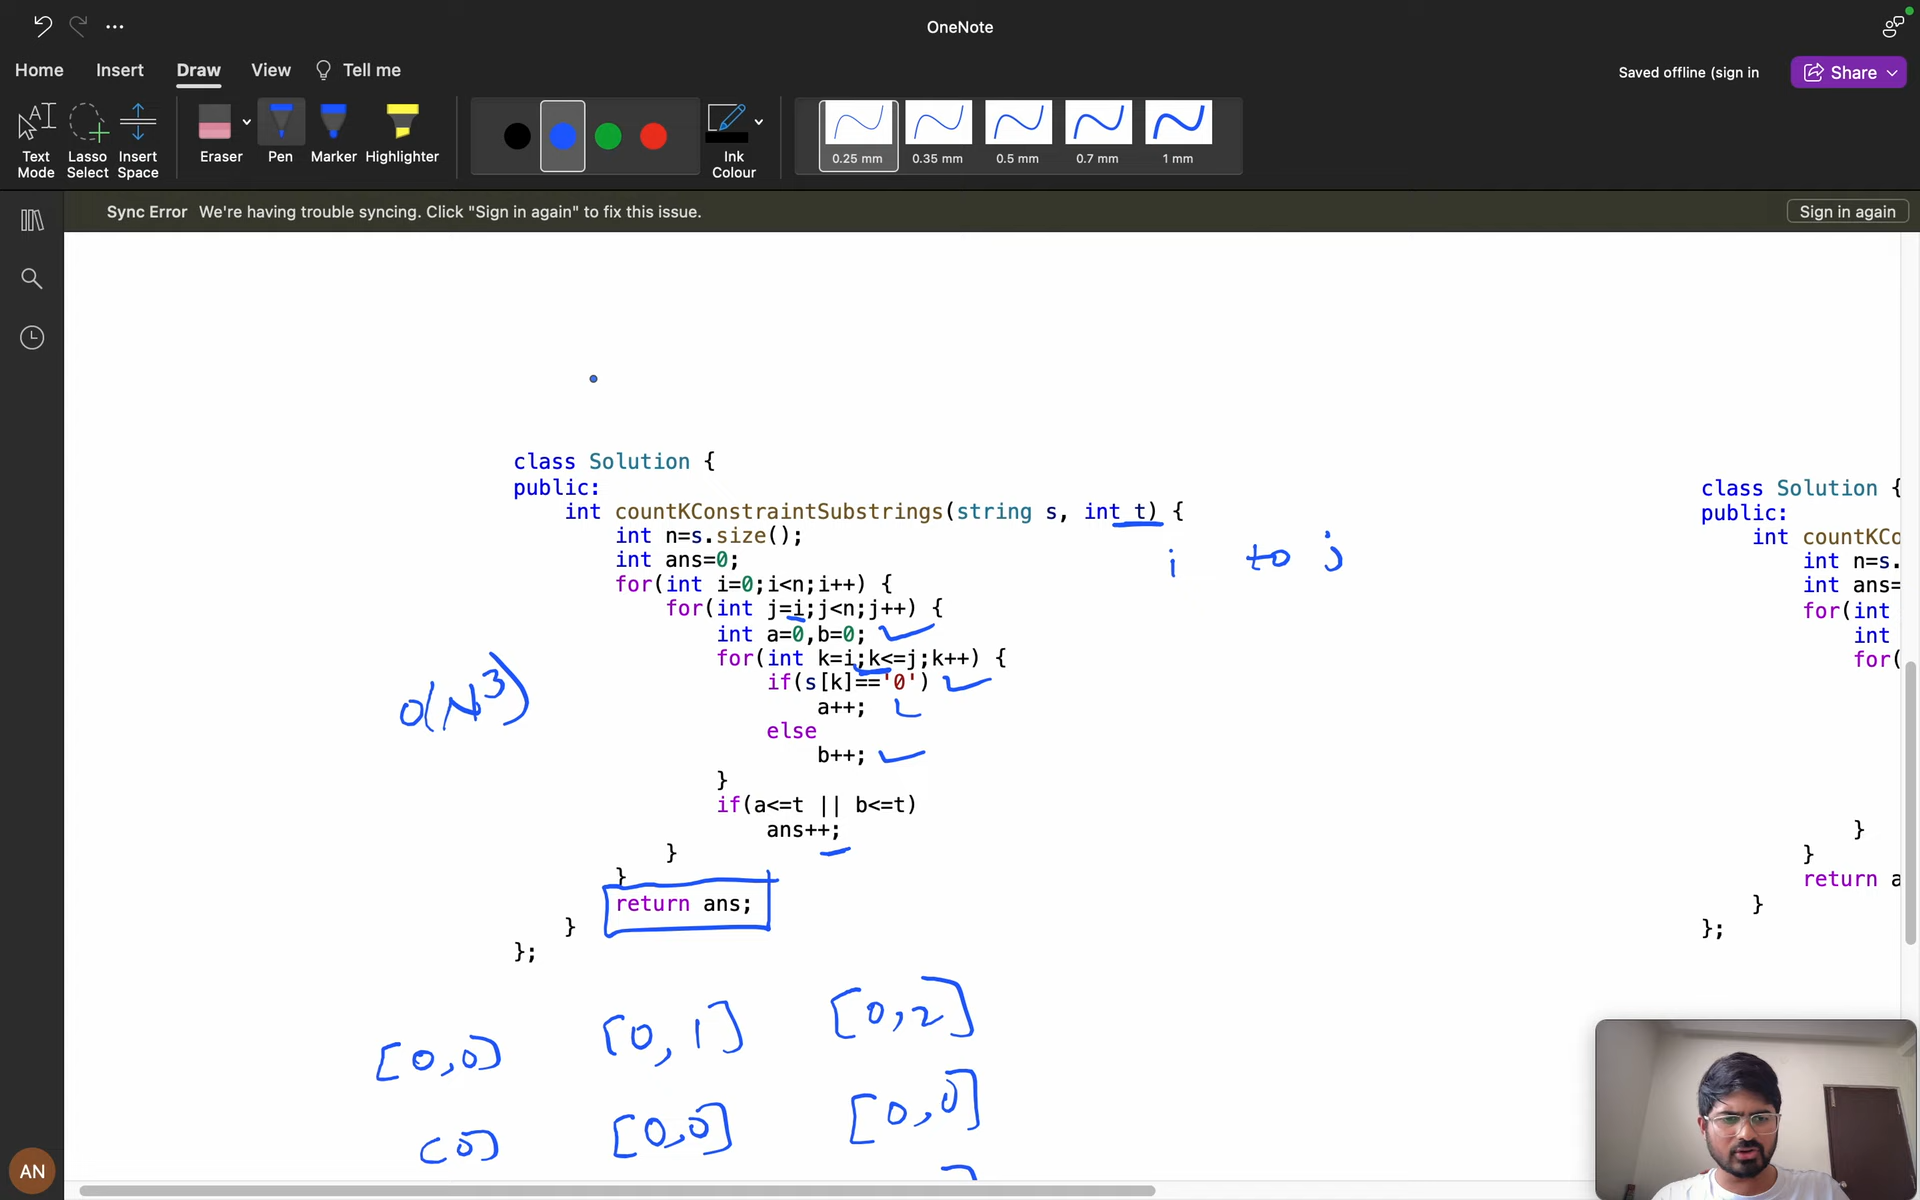 OneNote
Home Insert Draw View Tell me
Saved offline (sign in
Share
Text Mode
Lasso Select
Insert Space
Eraser
Pen
Marker
Highlighter
Ink Colour
0.25 mm
0.35 mm
0.5 mm
0.7 mm
1 mm
Sync Error We're having trouble syncing. Click "Sign in again" to fix this issue.
Sign in again
class Solution {
public:
int countKConstraintSubstrings(string s, int t) {
int n=s.size();
int ans=0;
for(int i=0;i<n;i++) {
for(int j=i;j<n;j++) {
int a=0,b=0;
for(int k=i;k<=j;k++) {
if(s[k]=='0')
a++;
else
b++;
}
if(a<=t || b<=t)
ans++;
}
}
return ans;
}
};
i to j
O(N^3)
[0,0] [0,1] [0,2]
[0,0] [0,0]
class Solution {
public:
int countKCo
int n=s.
int ans=
for(int
int
for(
}
}
return a
}
};
AN